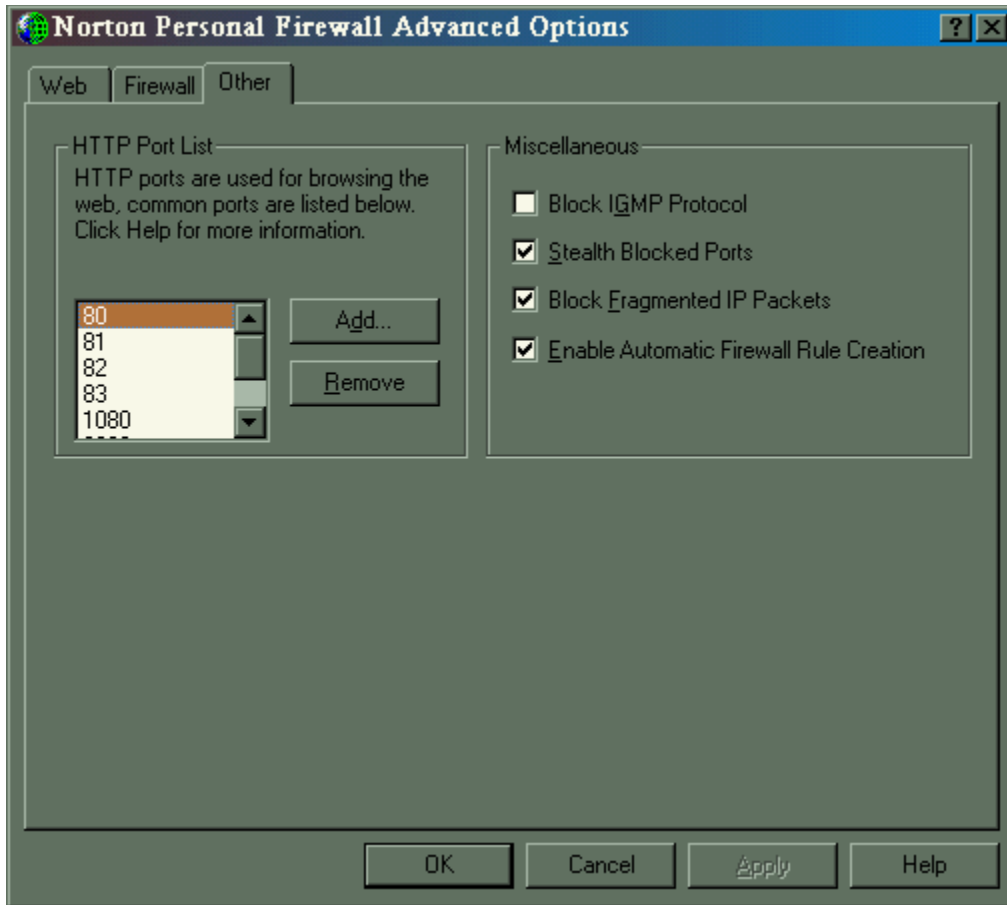 Norton Personal Firewall Advanced Options
Web
Firewall
Other
HTTP Port List
HTTP ports are used for browsing the
web, common ports are listed below.
Click Help for more information.
80
81
82
83
1080
Add...
Remove
Miscellaneous
Block IGMP Protocol
Stealth Blocked Ports
Block Fragmented IP Packets
Enable Automatic Firewall Rule Creation
OK
Cancel
Apply
Help